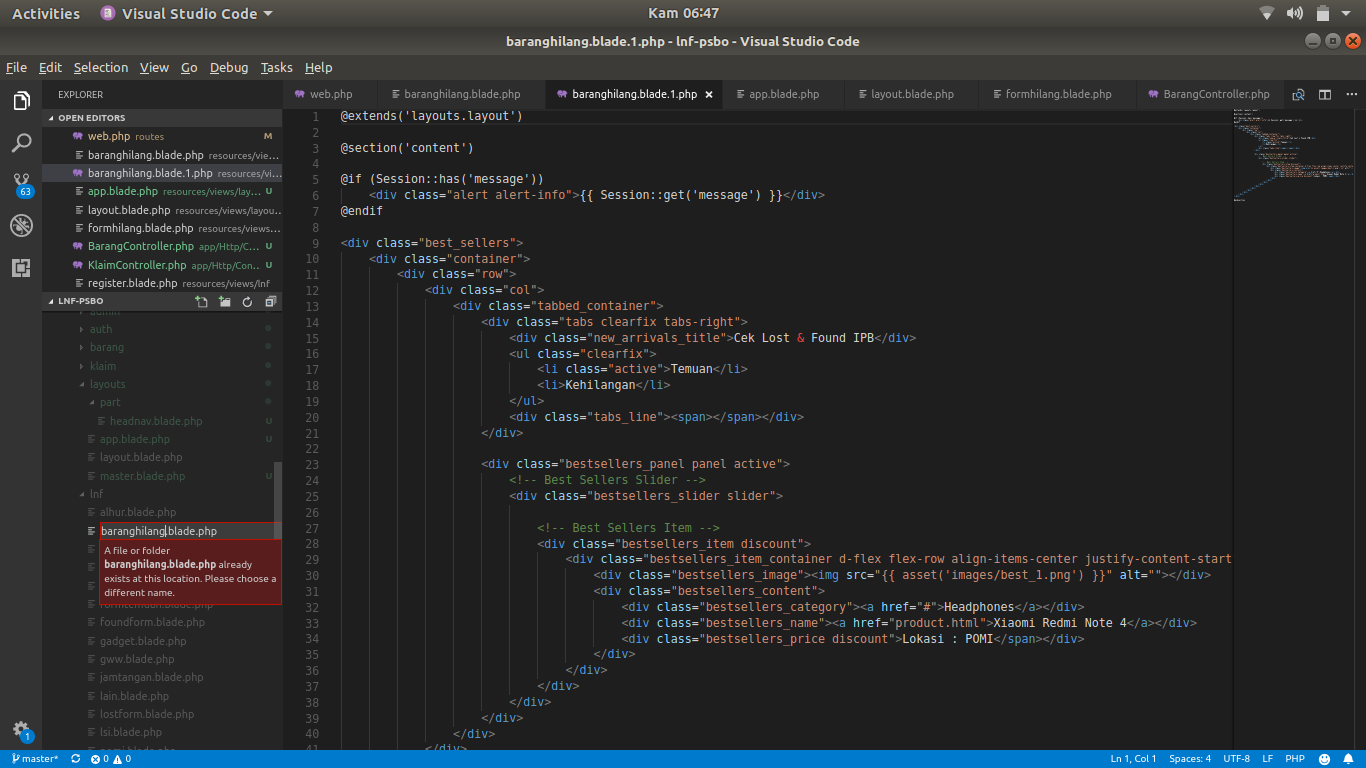 Activities Visual Studio Code Kam 06:47
baranghilang.blade.1.php - lnf-psbo - Visual Studio Code
File Edit Selection View Go Debug Tasks Help
EXPLORER
OPEN EDITORS
web.php routes M
baranghilang.blade.php resources/vie...
baranghilang.blade.1.php resources/vi...
app.blade.php resources/views/lay... U
layout.blade.php resources/views/layou...
formhilang.blade.php resources/views...
BarangController.php app/Http/C... U
KlaimController.php app/Http/Con... U
register.blade.php resources/views/lnf
LNF-PSBO
admin
auth
barang
klaim
layouts
part
headnav.blade.php U
app.blade.php U
layout.blade.php
master.blade.php U
lnf
alhur.blade.php
baranghilang.blade.php
A file or folder
baranghilang.blade.php already
exists at this location. Please choose a
different name.
formtemuan.blade.php
foundform.blade.php
gadget.blade.php
gww.blade.php
jamtangan.blade.php
lain.blade.php
lostform.blade.php
lsi.blade.php
63
1
web.php baranghilang.blade.php baranghilang.blade.1.php × app.blade.php layout.blade.php formhilang.blade.php BarangController.php
1 @extends('layouts.layout')
2
3 @section('content')
4
5 @if (Session::has('message'))
6 <div class="alert alert-info">{{ Session::get('message') }}</div>
7 @endif
8
9 <div class="best_sellers">
10 <div class="container">
11 <div class="row">
12 <div class="col">
13 <div class="tabbed_container">
14 <div class="tabs clearfix tabs-right">
15 <div class="new_arrivals_title">Cek Lost & Found IPB</div>
16 <ul class="clearfix">
17 <li class="active">Temuan</li>
18 <li>Kehilangan</li>
19 </ul>
20 <div class="tabs_line"><span></span></div>
21 </div>
22
23 <div class="bestsellers_panel panel active">
24 <!-- Best Sellers Slider -->
25 <div class="bestsellers_slider slider">
26
27 <!-- Best Sellers Item -->
28 <div class="bestsellers_item discount">
29 <div class="bestsellers_item_container d-flex flex-row align-items-center justify-content-start
30 <div class="bestsellers_image"><img src="{{ asset('images/best_1.png') }}" alt=""></div>
31 <div class="bestsellers_content">
32 <div class="bestsellers_category"><a href="#">Headphones</a></div>
33 <div class="bestsellers_name"><a href="product.html">Xiaomi Redmi Note 4</a></div>
34 <div class="bestsellers_price discount">Lokasi : POMI</span></div>
35 </div>
36 </div>
37 </div>
38 </div>
39 </div>
40 </div>
41 </div>
master* 0 0 Ln 1, Col 1 Spaces: 4 UTF-8 LF PHP